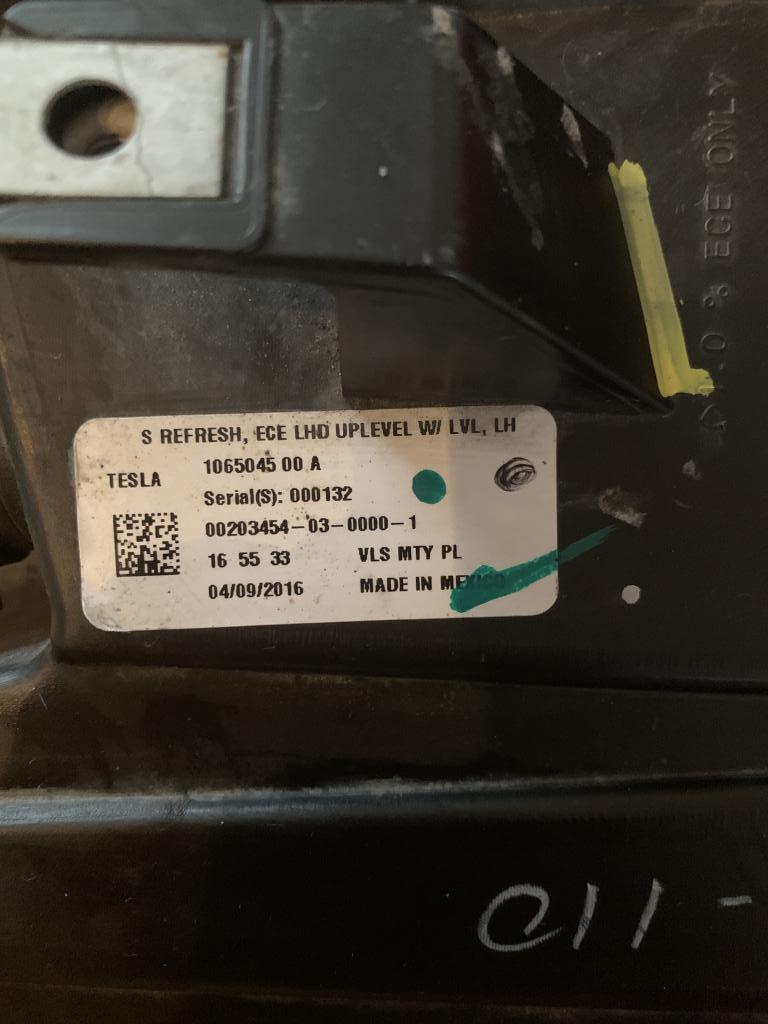 S REFRESH, ECE LHD UPLEVEL W/ LVL, LH
TESLA
1065045 00 A
Serial(S): 000132
00203454-03-0000-1
16 55 33
VLS MTY PL
04/09/2016
MADE IN MEXICO
% ECE ONLY
011-